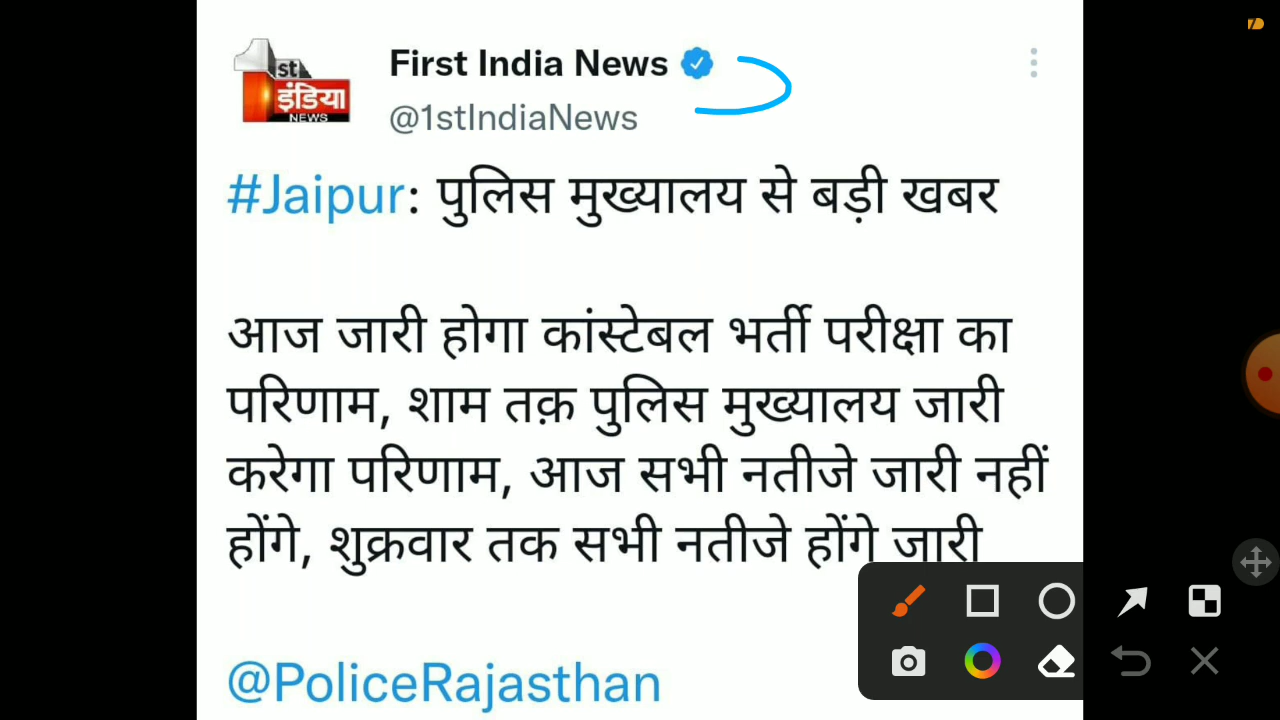 1st
इंडिया
NEWS
First India News
@1stIndiaNews
#Jaipur: पुलिस मुख्यालय से बड़ी खबर
आज जारी होगा कांस्टेबल भर्ती परीक्षा का
परिणाम, शाम तक़ पुलिस मुख्यालय जारी
करेगा परिणाम, आज सभी नतीजे जारी नहीं
होंगे, शुक्रवार तक सभी नतीजे होंगे जारी
@PoliceRajasthan